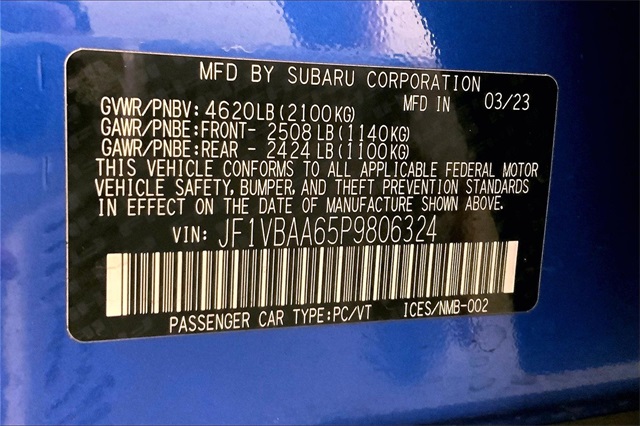 MFD BY SUBARU CORPORATION
GVWR/PNBV: 4620LB(2100KG) MFD IN 03/23
GAWR/PNBE:FRONT- 2508 LB(1140KG)
GAWR/PNBE:REAR - 2424 LB(1100KG)
THIS VEHICLE CONFORMS TO ALL APPLICABLE FEDERAL MOTOR
VEHICLE SAFETY, BUMPER, AND THEFT PREVENTION STANDARDS
IN EFFECT ON THE DATE OF MANUFACTURE SHOWN ABOVE.
VIN: JF1VBAA65P9806324
PASSENGER CAR TYPE:PC/VT ICES/NMB-002